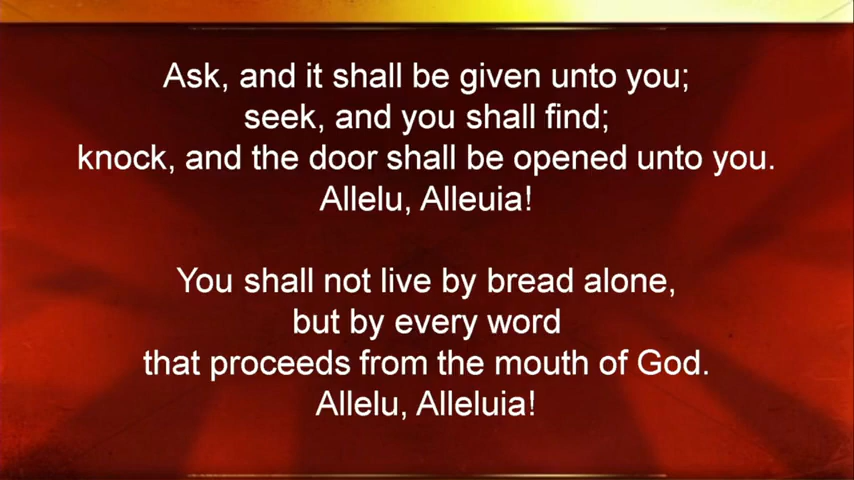 Ask, and it shall be given unto you;
seek, and you shall find;
knock, and the door shall be opened unto you.
Allelu, Alleuia!
You shall not live by bread alone,
but by every word
that proceeds from the mouth of God.
Allelu, Alleluia!